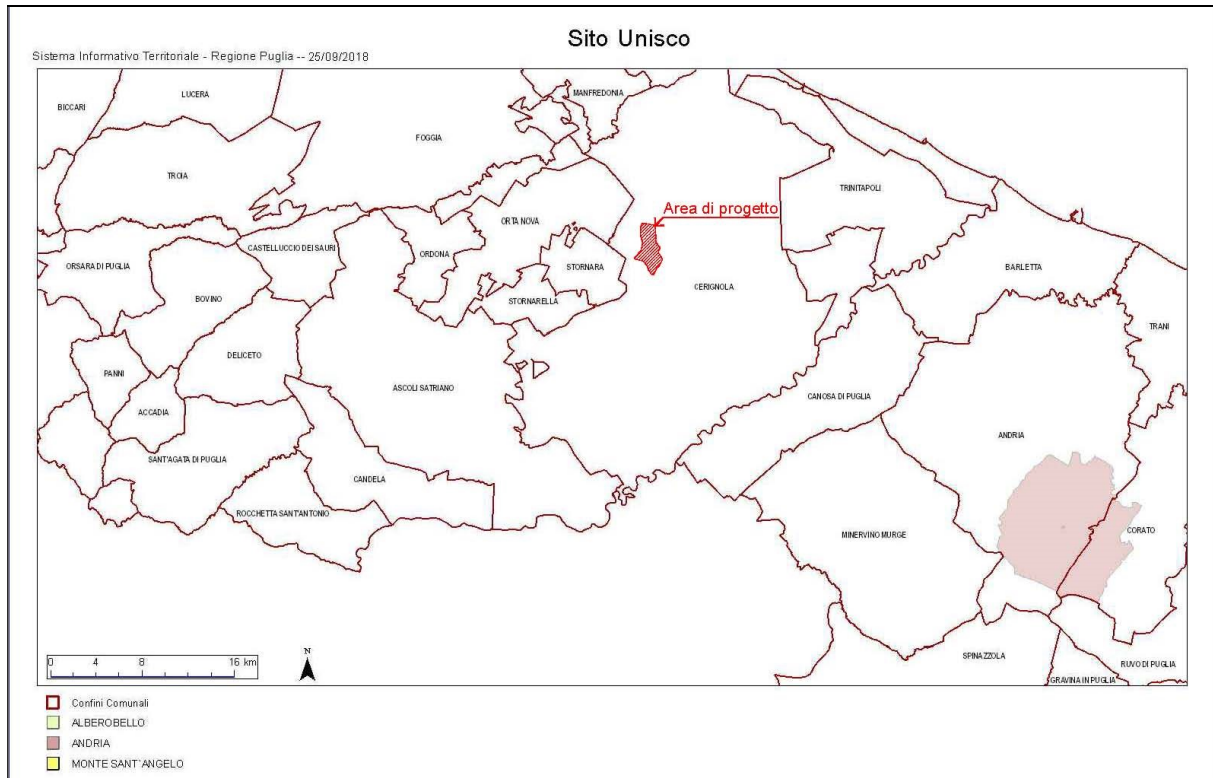 Sito Unisco
Sistema Informativo Territoriale - Regione Puglia -- 25/09/2018
BICCARI
LUCERA
MANFREDONIA
FOGGIA
TROIA
TRINITAPOLI
Area di progetto
ORTA NOVA
CASTELLUCCIO DEI SAURI
ORDONA
ORSARA DI PUGLIA
STORNARA
BARLETTA
BOVINO
CERIGNOLA
STORNARELLA
TRANI
DELICETO
PANNI
ASCOLI SATRIANO
CANOSA DI PUGLIA
ACCADIA
ANDRIA
SANT'AGATA DI PUGLIA
CANDELA
ROCCHETTA SANT'ANTONIO
CORATO
MINERVINO MURGE
SPINAZZOLA
RUVO DI PUGLIA
GRAVINA IN PUGLIA
0 4 8 16 km
N
Confini Comunali
ALBEROBELLO
ANDRIA
MONTE SANT'ANGELO